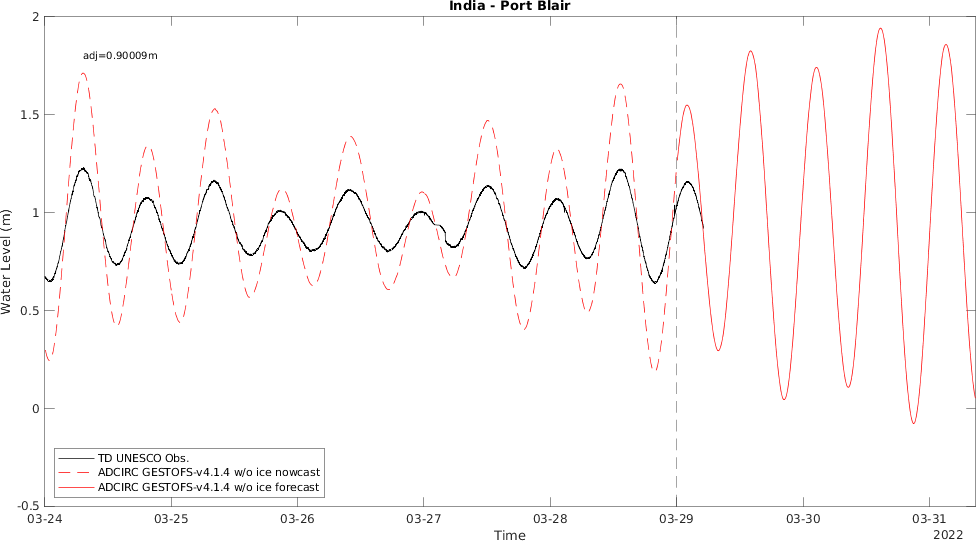 India - Port Blair
adj=0.90009m
2
1.5
1
0.5
0
-0.5
Water Level (m)
TD UNESCO Obs.
ADCIRC GESTOFS-v4.1.4 w/o ice nowcast
ADCIRC GESTOFS-v4.1.4 w/o ice forecast
03-24 03-25 03-26 03-27 03-28 03-29 03-30 03-31
Time
2022